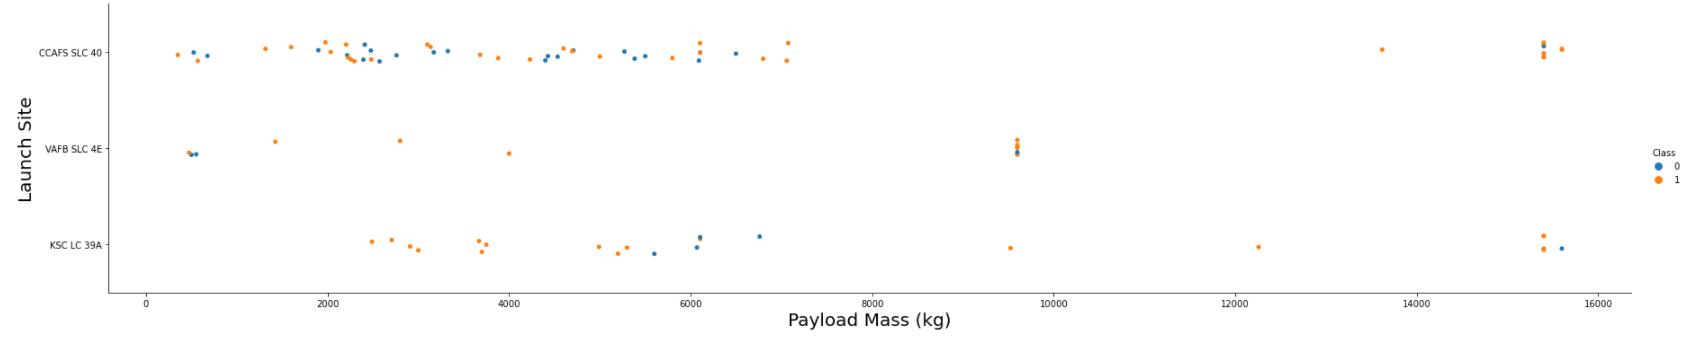 CCAFS SLC 40
VAFB SLC 4E
KSC LC 39A
Launch Site
0 2000 4000 6000 8000 10000 12000 14000 16000
Payload Mass (kg)
Class
0
1